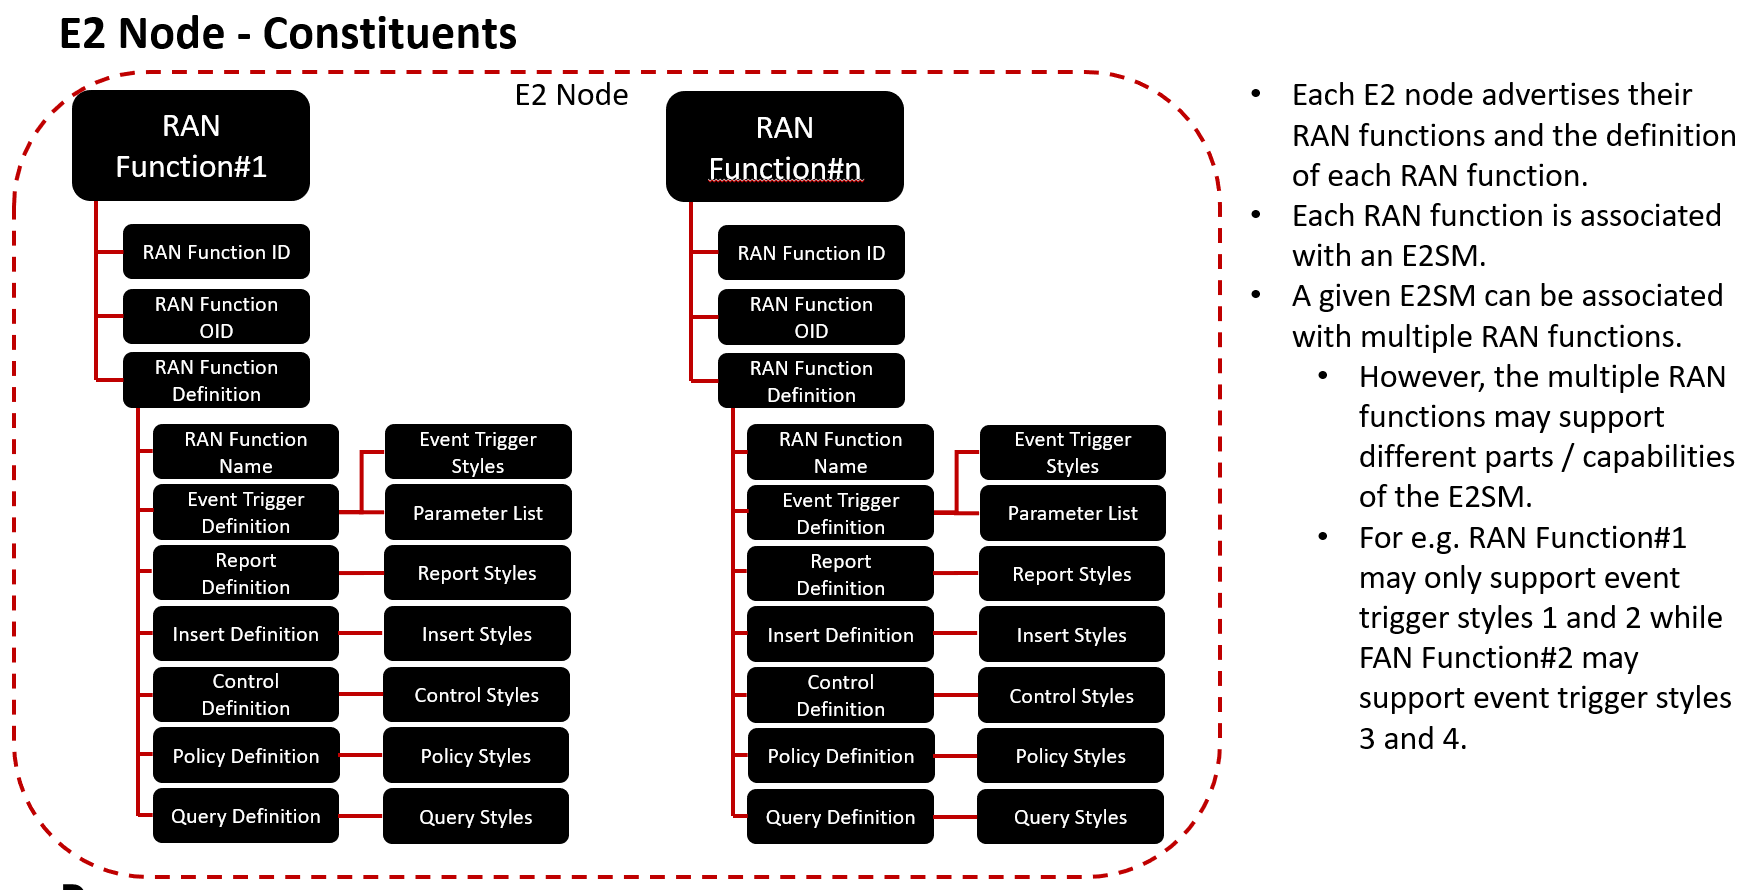 E2 Node - Constituents
E2 Node
RAN
Function#1
RAN Function ID
RAN Function
OID
RAN Function
Definition
RAN Function
Name
Event Trigger
Definition
Report
Definition
Insert Definition
Control
Definition
Policy Definition
Query Definition
Event Trigger
Styles
Parameter List
Report Styles
Insert Styles
Control Styles
Policy Styles
Query Styles
RAN
Function#n
RAN Function ID
RAN Function
OID
RAN Function
Definition
RAN Function
Name
Event Trigger
Definition
Report
Definition
Insert Definition
Control
Definition
Policy Definition
Query Definition
Event Trigger
Styles
Parameter List
Report Styles
Insert Styles
Control Styles
Policy Styles
Query Styles
• Each E2 node advertises their
RAN functions and the definition
of each RAN function.
• Each RAN function is associated
with an E2SM.
• A given E2SM can be associated
with multiple RAN functions.
• However, the multiple RAN
functions may support
different parts / capabilities
of the E2SM.
• For e.g. RAN Function#1
may only support event
trigger styles 1 and 2 while
FAN Function#2 may
support event trigger styles
3 and 4.